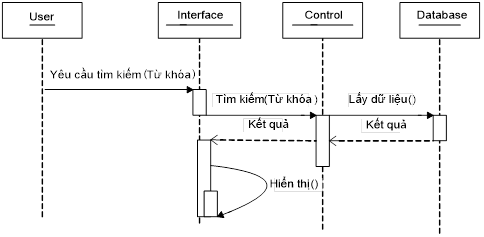 User
Interface
Control
Database
Yêu cầu tìm kiếm(Từ khóa)
Tìm kiếm(Từ khóa )
Lấy dữ liệu()
Kết quả
Kết quả
Hiển thị()